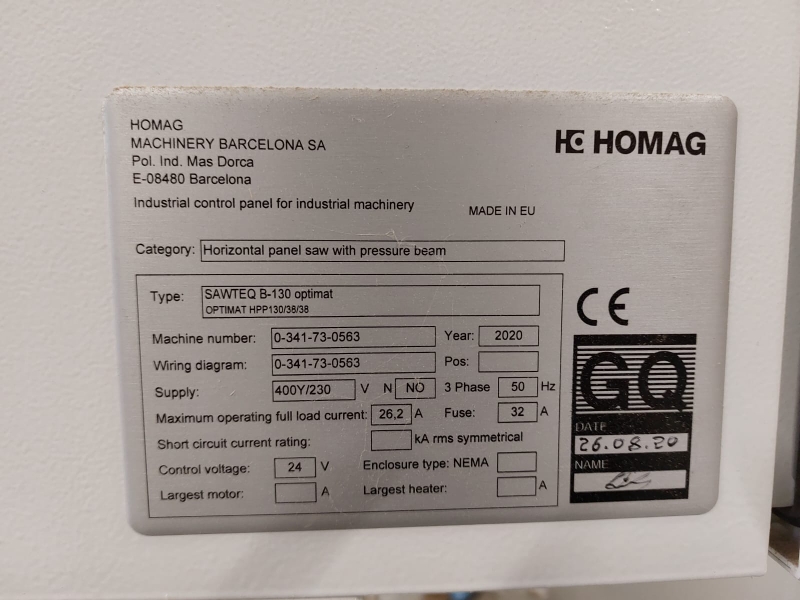 HOMAG
MACHINERY BARCELONA SA
Pol. Ind. Mas Dorca
E-08480 Barcelona
HOMAG
Industrial control panel for industrial machinery
MADE IN EU
Category: Horizontal panel saw with pressure beam
Type: SAWTEQ B-130 optimat
OPTIMAT HPP130/38/38
Machine number: 0-341-73-0563 Year: 2020
Wiring diagram: 0-341-73-0563 Pos:
Supply: 400Y/230 V N NO 3 Phase 50 Hz
Maximum operating full load current: 26,2 A Fuse: 32 A
Short circuit current rating: kA rms symmetrical
Control voltage: 24 V Enclosure type: NEMA
Largest motor: A Largest heater: A
CE
GQ
DATE
26.08.20
NAME